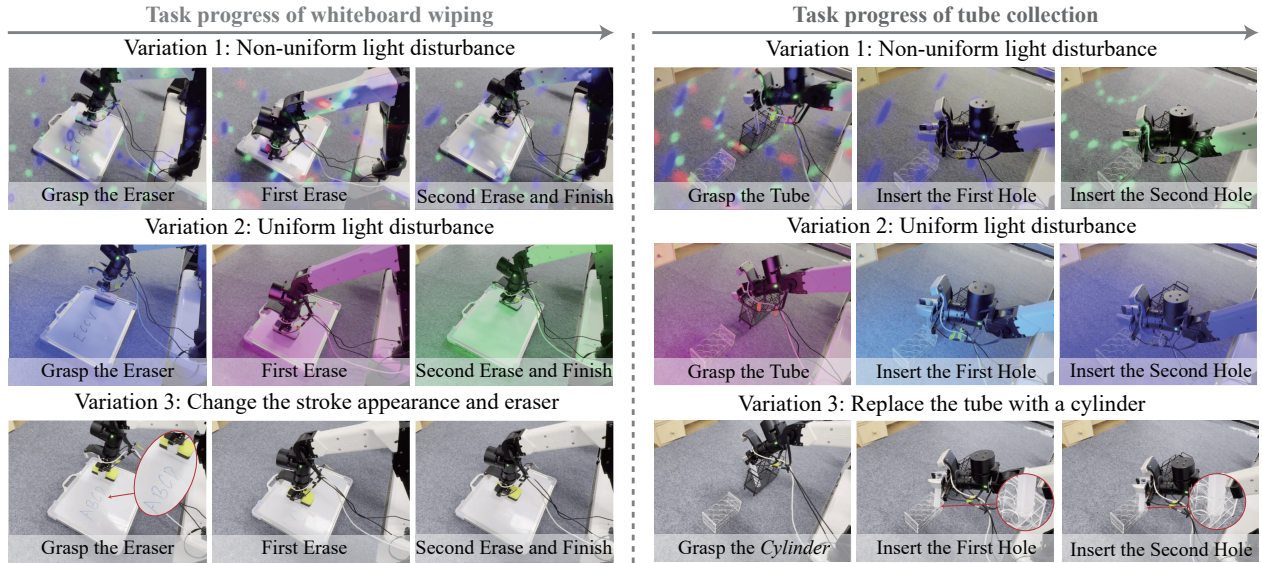 Task progress of whiteboard wiping
Variation 1: Non-uniform light disturbance
Grasp the Eraser
First Erase
Second Erase and Finish
Variation 2: Uniform light disturbance
ECCV
Grasp the Eraser
First Erase
Second Erase and Finish
Variation 3: Change the stroke appearance and eraser
ABCD
ABCD
Grasp the Eraser
First Erase
Second Erase and Finish
Task progress of tube collection
Variation 1: Non-uniform light disturbance
Grasp the Tube
Insert the First Hole
Insert the Second Hole
Variation 2: Uniform light disturbance
Grasp the Tube
Insert the First Hole
Insert the Second Hole
Variation 3: Replace the tube with a cylinder
Grasp the Cylinder
Insert the First Hole
Insert the Second Hole